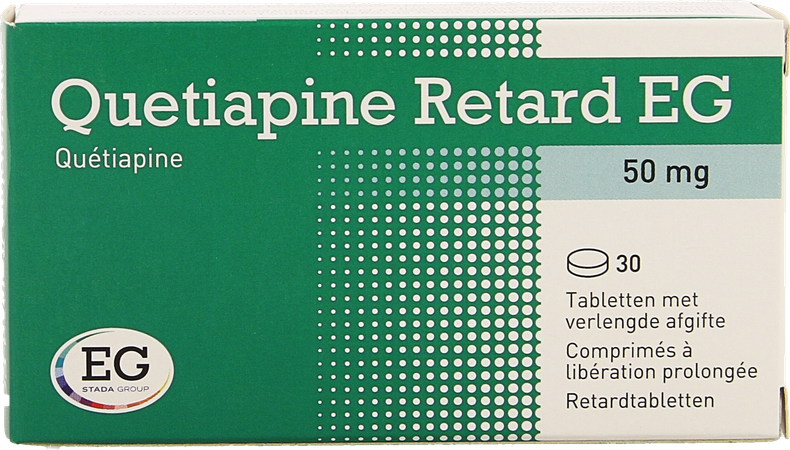 Quetiapine Retard EG
Quétiapine
50 mg
30
Tabletten met
verlengde afgifte
Comprimés à
libération prolongée
Retardtabletten
EG
STADA GROUP